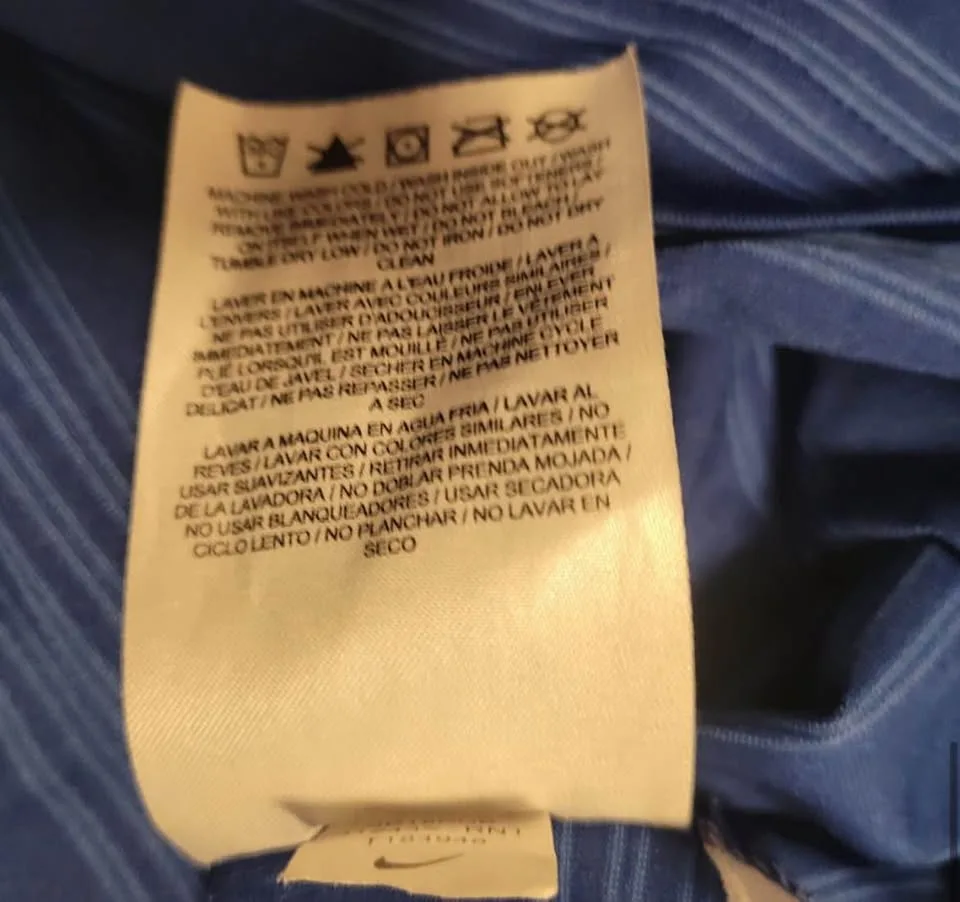 MACHINE WASH COLD / WASH INSIDE OUT / WASH
WITH LIKE COLORS / DO NOT USE SOFTENERS /
REMOVE IMMEDIATELY / DO NOT ALLOW TO LAY
ON ITSELF WHEN WET / DO NOT BLEACH /
TUMBLE DRY LOW / DO NOT IRON / DO NOT DRY
CLEAN
LAVER EN MACHINE A L'EAU FROIDE / LAVER A
L'ENVERS / LAVER AVEC COULEURS SIMILAIRES /
NE PAS UTILISER D'ADOUCISSEUR / ENLEVER
IMMEDIATEMENT / NE PAS LAISSER LE VÊTEMENT
PLIÉ LORSQU'IL EST MOUILLÉ / NE PAS UTILISER
D'EAU DE JAVEL / SECHER EN MACHINE CYCLE
DELICAT / NE PAS REPASSER / NE PAS NETTOYER
A SEC
LAVAR A MAQUINA EN AGUA FRIA / LAVAR AL
REVES / LAVAR CON COLORES SIMILARES / NO
USAR SUAVIZANTES / RETIRAR INMEDIATAMENTE
DE LA LAVADORA / NO DOBLAR PRENDA MOJADA /
NO USAR BLANQUEADORES / USAR SECADORA
CICLO LENTO / NO PLANCHAR / NO LAVAR EN
SECO